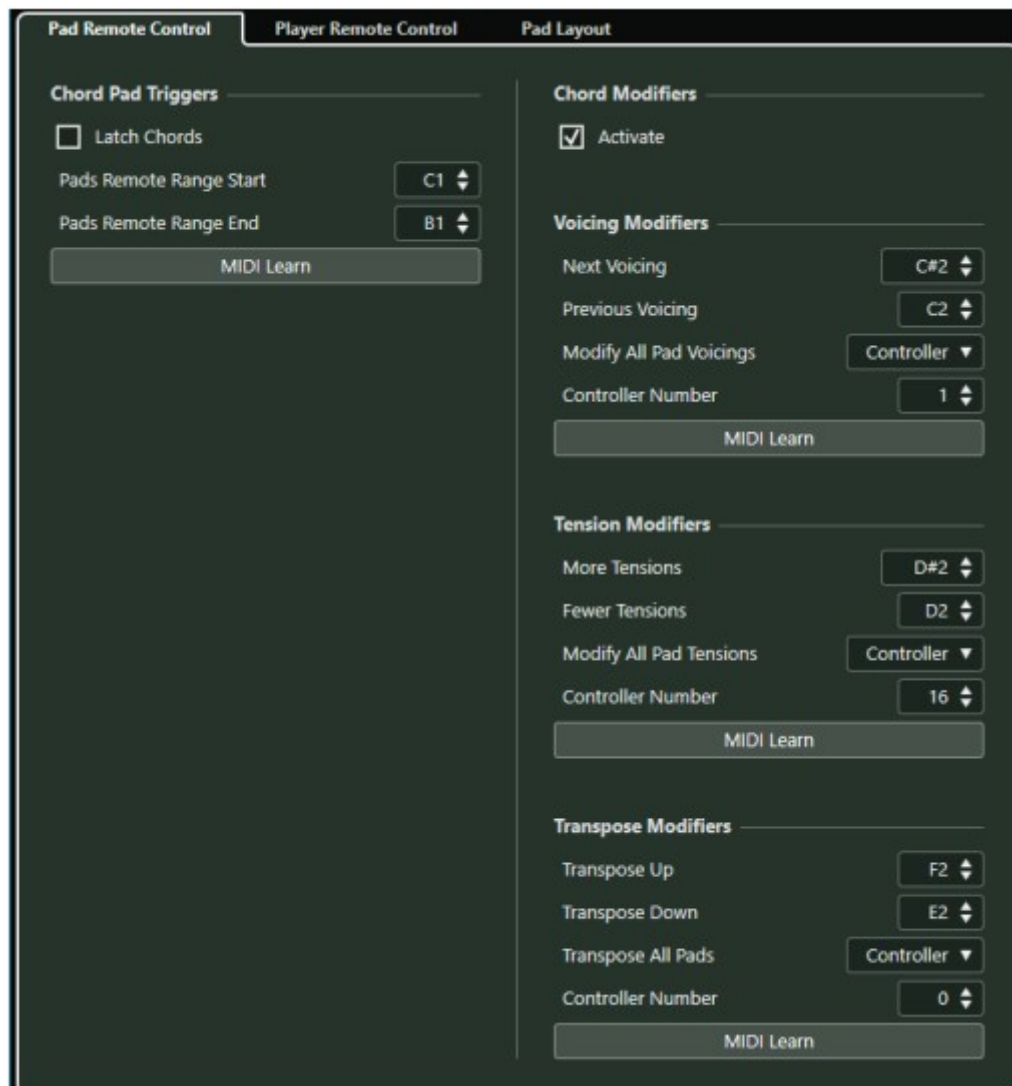 Pad Remote Control Player Remote Control Pad Layout
Chord Pad Triggers
Latch Chords
Pads Remote Range Start C1
Pads Remote Range End B1
MIDI Learn
Chord Modifiers
Activate
Voicing Modifiers
Next Voicing C#2
Previous Voicing C2
Modify All Pad Voicings Controller
Controller Number 1
MIDI Learn
Tension Modifiers
More Tensions D#2
Fewer Tensions D2
Modify All Pad Tensions Controller
Controller Number 16
MIDI Learn
Transpose Modifiers
Transpose Up F2
Transpose Down E2
Transpose All Pads Controller
Controller Number 0
MIDI Learn